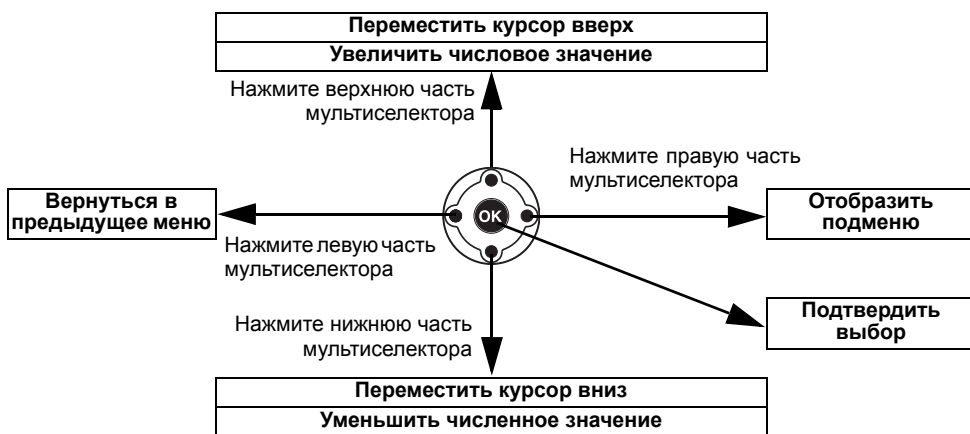 Переместить курсор вверх
Увеличить числовое значение
Нажмите верхнюю часть
мультиселектора
Нажмите правую часть
мультиселектора
Вернуться в
предыдущее меню
OK
Отобразить
подменю
Нажмите левую часть
мультиселектора
Подтвердить
выбор
Нажмите нижнюю часть
мультиселектора
Переместить курсор вниз
Уменьшить численное значение